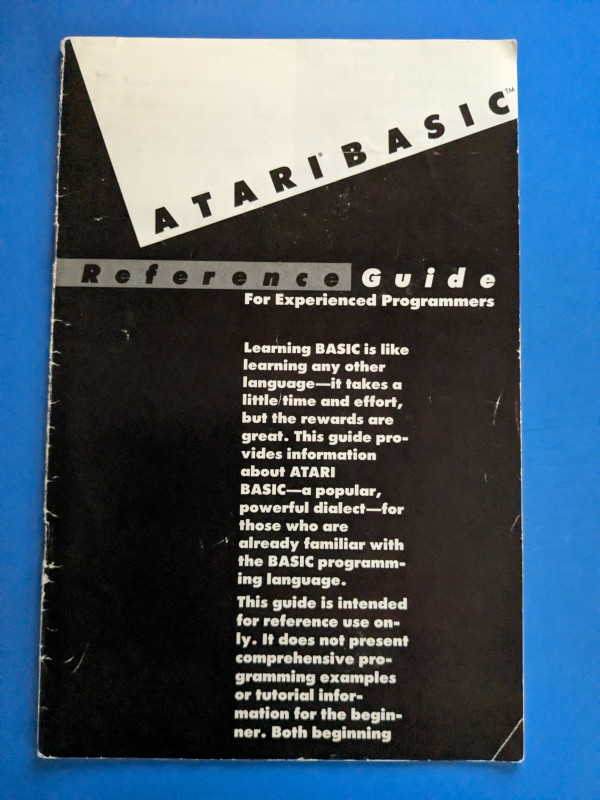 ATARI® BASIC™
Reference Guide
For Experienced Programmers
Learning BASIC is like
learning any other
language—it takes a
little time and effort,
but the rewards are
great. This guide pro-
vides information
about ATARI
BASIC—a popular,
powerful dialect—for
those who are
already familiar with
the BASIC programm-
ing language.
This guide is intended
for reference use on-
ly. It does not present
comprehensive pro-
gramming examples
or tutorial infor-
mation for the begin-
ner. Both beginning